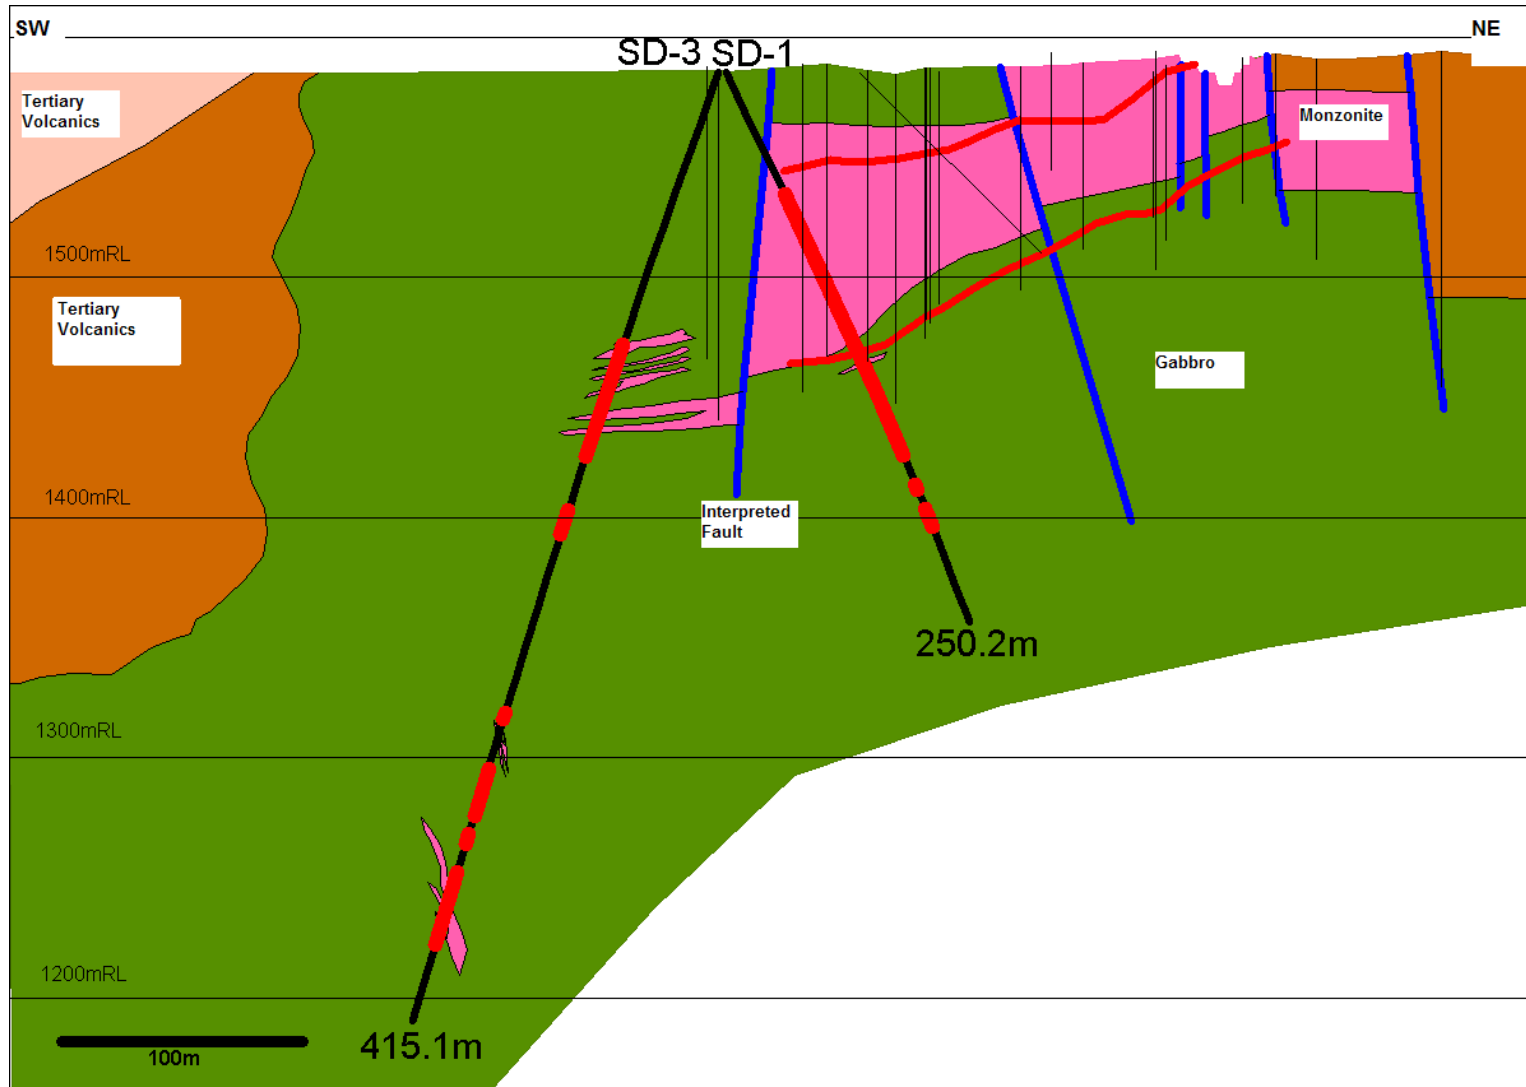 SW
NE
SD-3 SD-1
Tertiary
Volcanics
Monzonite
1500mRL
Tertiary
Volcanics
Gabbro
1400mRL
Interpreted
Fault
250.2m
1300mRL
1200mRL
100m
415.1m